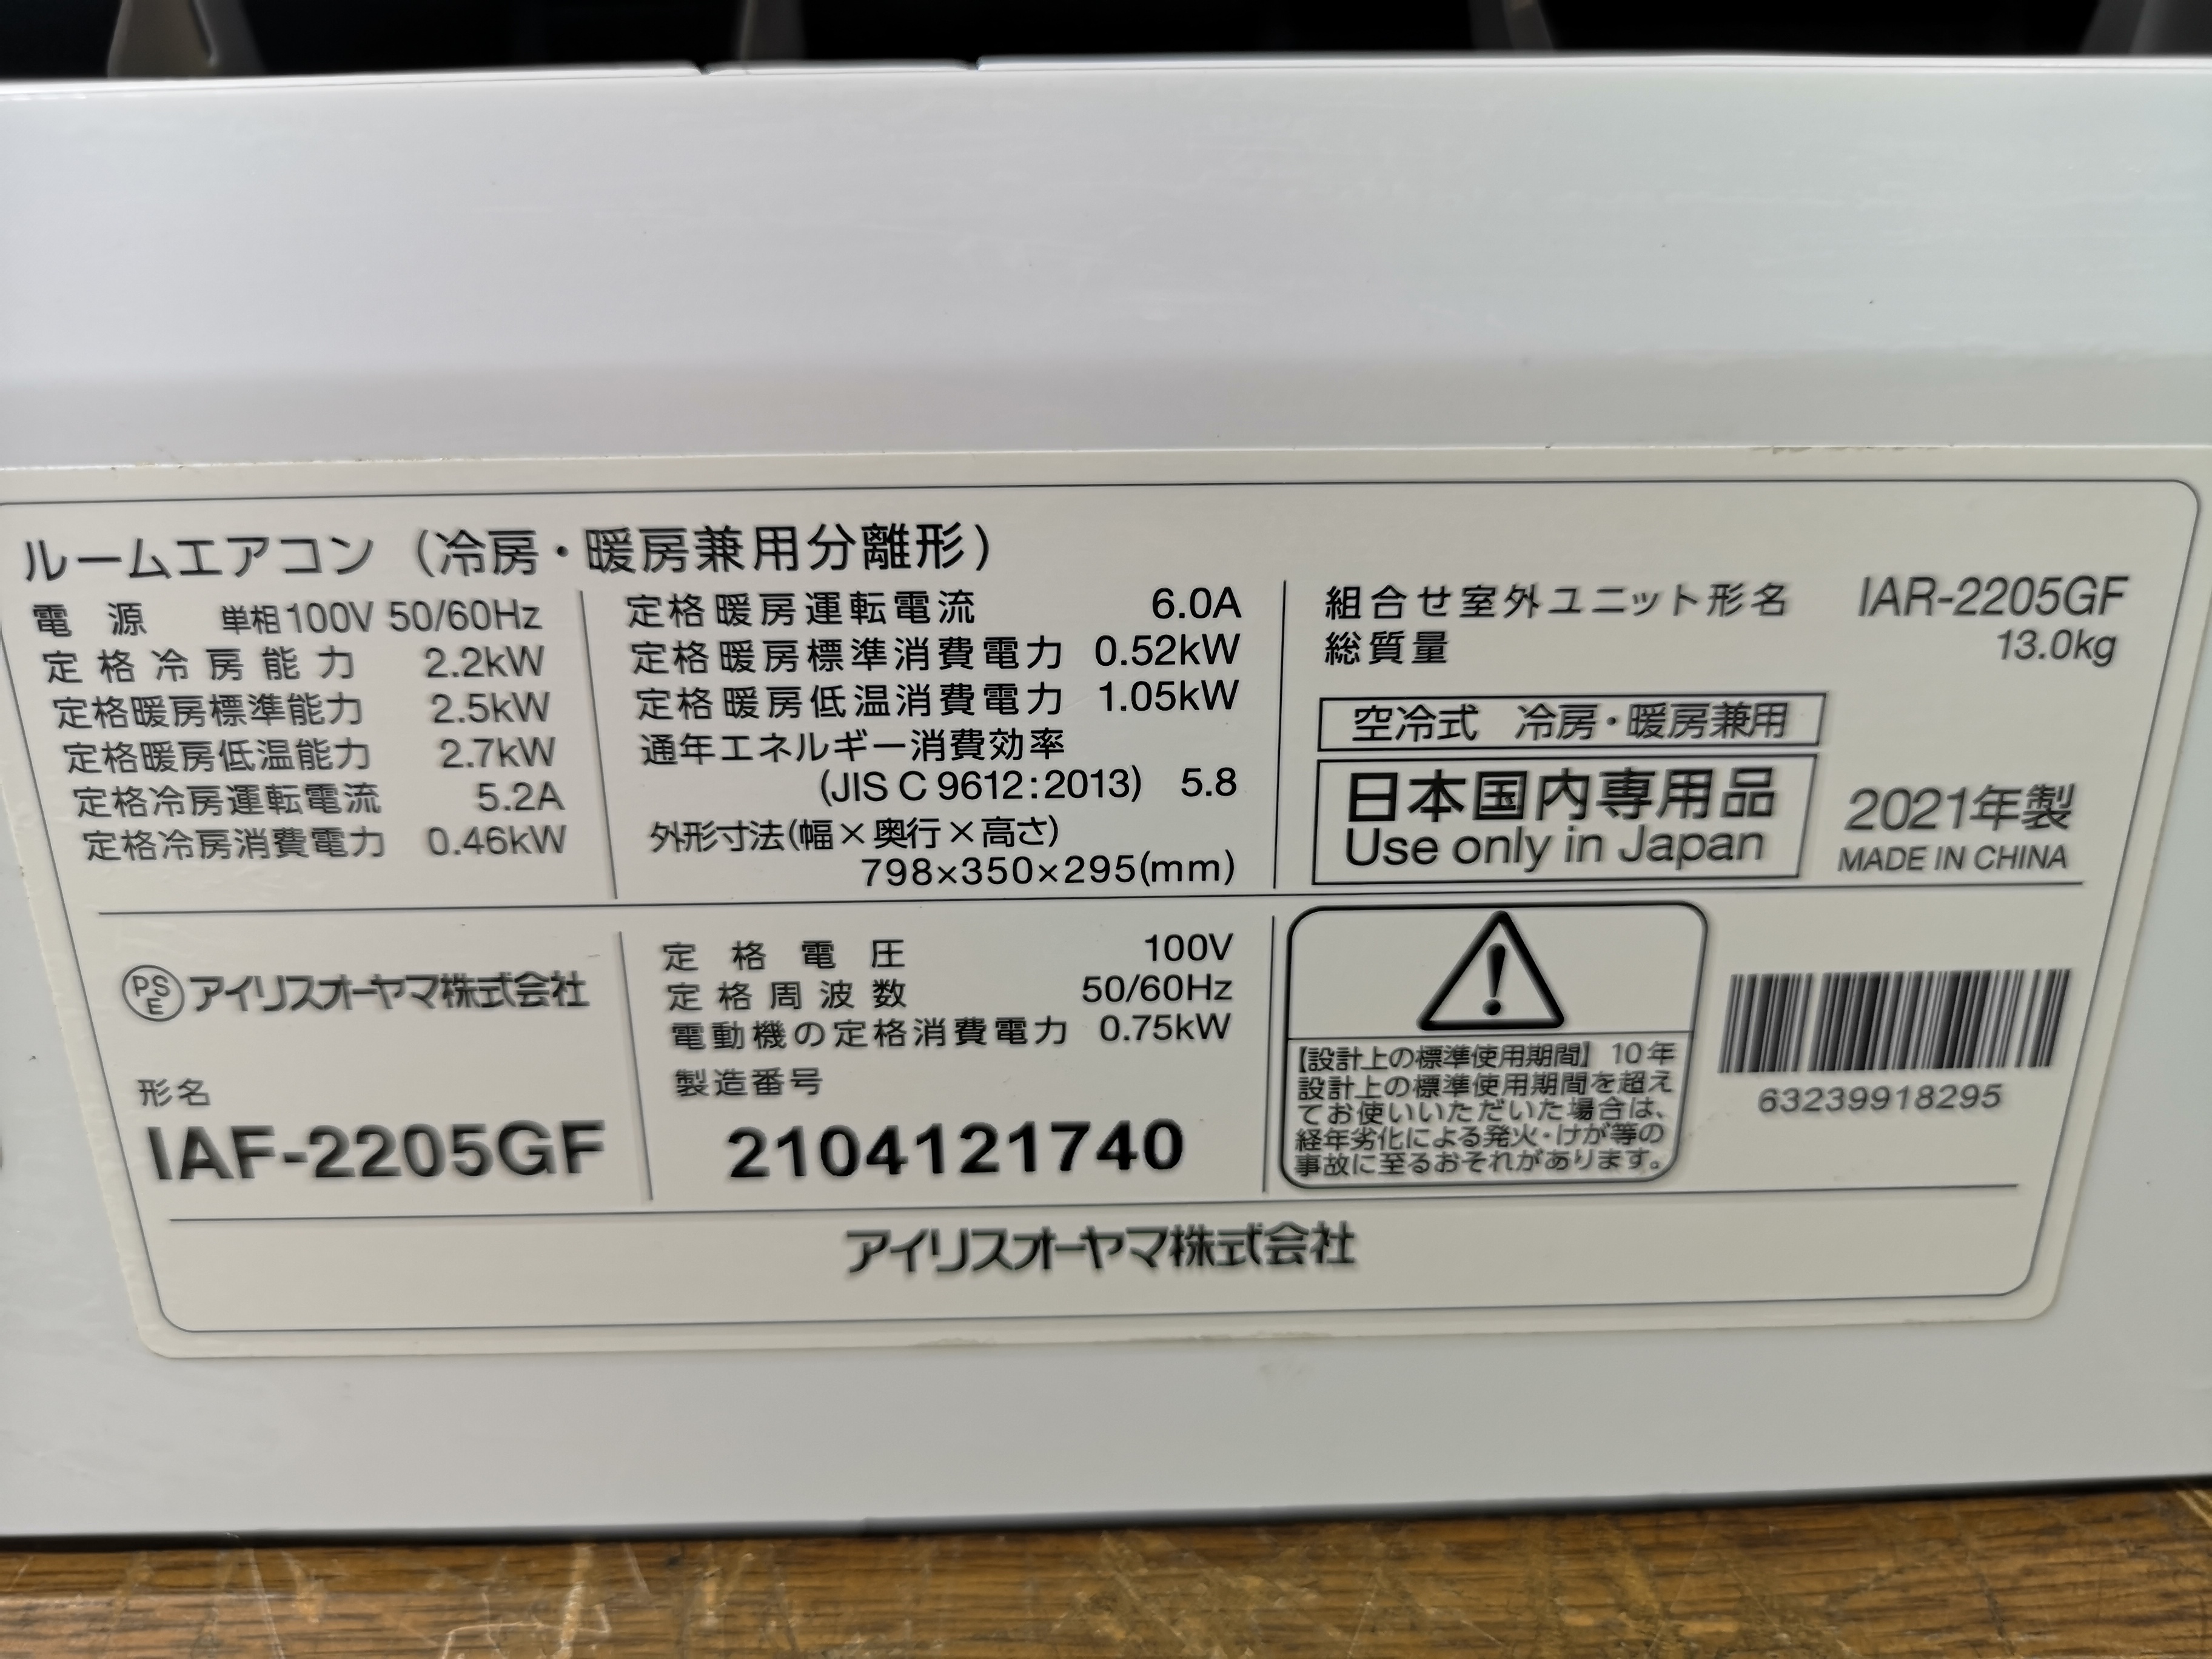 ルームエアコン（冷房・暖房兼用分離形）
電源 単相100V 50/60Hz
定格冷房能力 2.2kW
定格暖房標準能力 2.5kW
定格暖房低温能力 2.7kW
定格冷房運転電流 5.2A
定格冷房消費電力 0.46kW
定格暖房運転電流 6.0A
定格暖房標準消費電力 0.52kW
定格暖房低温消費電力 1.05kW
通年エネルギー消費効率
(JIS C 9612:2013) 5.8
外形寸法(幅×奥行×高さ)
798×350×295(mm)
組合せ室外ユニット形名 IAR-2205GF
総質量 13.0kg
空冷式 冷房・暖房兼用
日本国内専用品
Use only in Japan
2021年製
MADE IN CHINA
PS
E
アイリスオーヤマ株式会社
形名
IAF-2205GF
定格電圧 100V
定格周波数 50/60Hz
電動機の定格消費電力 0.75kW
製造番号
2104121740
【設計上の標準使用期間】10年
設計上の標準使用期間を超え
てお使いいただいた場合は、
経年劣化による発火・けが等の
事故に至るおそれがあります。
63239918295
アイリスオーヤマ株式会社